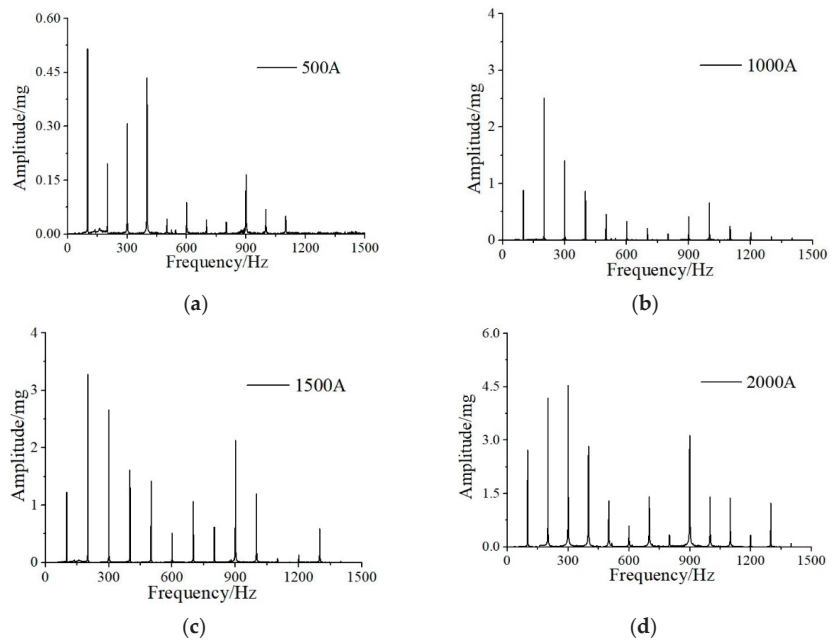 0.60
0.45
0.30
0.15
0.00
Amplitude/mg
500A
0 300 600 900 1200 1500
Frequency/Hz
(a)
4
3
2
1
0
Amplitude/mg
1000A
0 300 600 900 1200 1500
Frequency/Hz
(b)
4
3
2
1
0
Amplitude/mg
1500A
0 300 600 900 1200 1500
Frequency/Hz
(c)
6.0
4.5
3.0
1.5
0.0
Amplitude/mg
2000A
0 300 600 900 1200 1500
Frequency/Hz
(d)